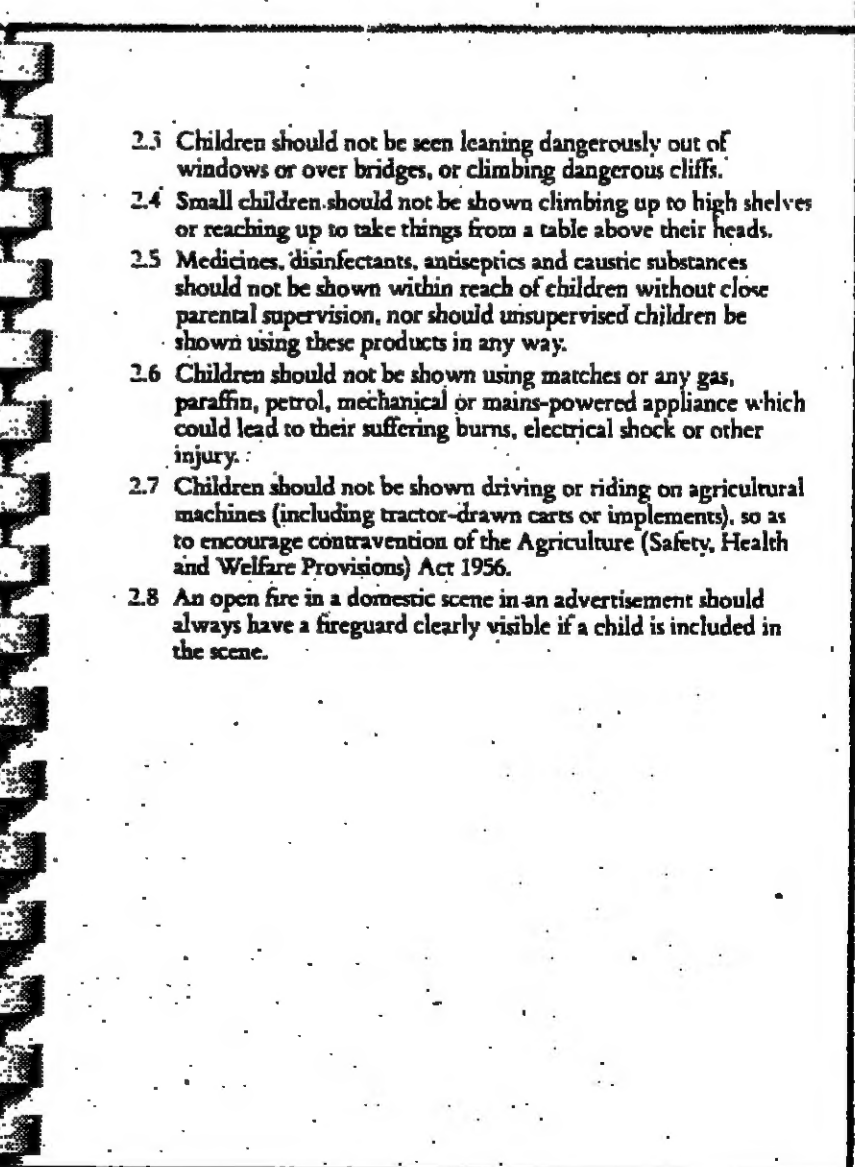 2.3 Children should not be seen leaning dangerously out of
windows or over bridges, or climbing dangerous cliffs.
2.4 Small children should not be shown climbing up to high shelves
or reaching up to take things from a table above their heads.
2.5 Medicines, disinfectants, antiseptics and caustic substances
should not be shown within reach of children without close
parental supervision, nor should unsupervised children be
shown using these products in any way.
2.6 Children should not be shown using matches or any gas,
paraffin, petrol, mechanical or mains-powered appliance which
could lead to their suffering burns, electrical shock or other
injury.
2.7 Children should not be shown driving or riding on agricultural
machines (including tractor-drawn carts or implements), so as
to encourage contravention of the Agriculture (Safety, Health
and Welfare Provisions) Act 1956.
2.8 An open fire in a domestic scene in an advertisement should
always have a fireguard clearly visible if a child is included in
the scene.